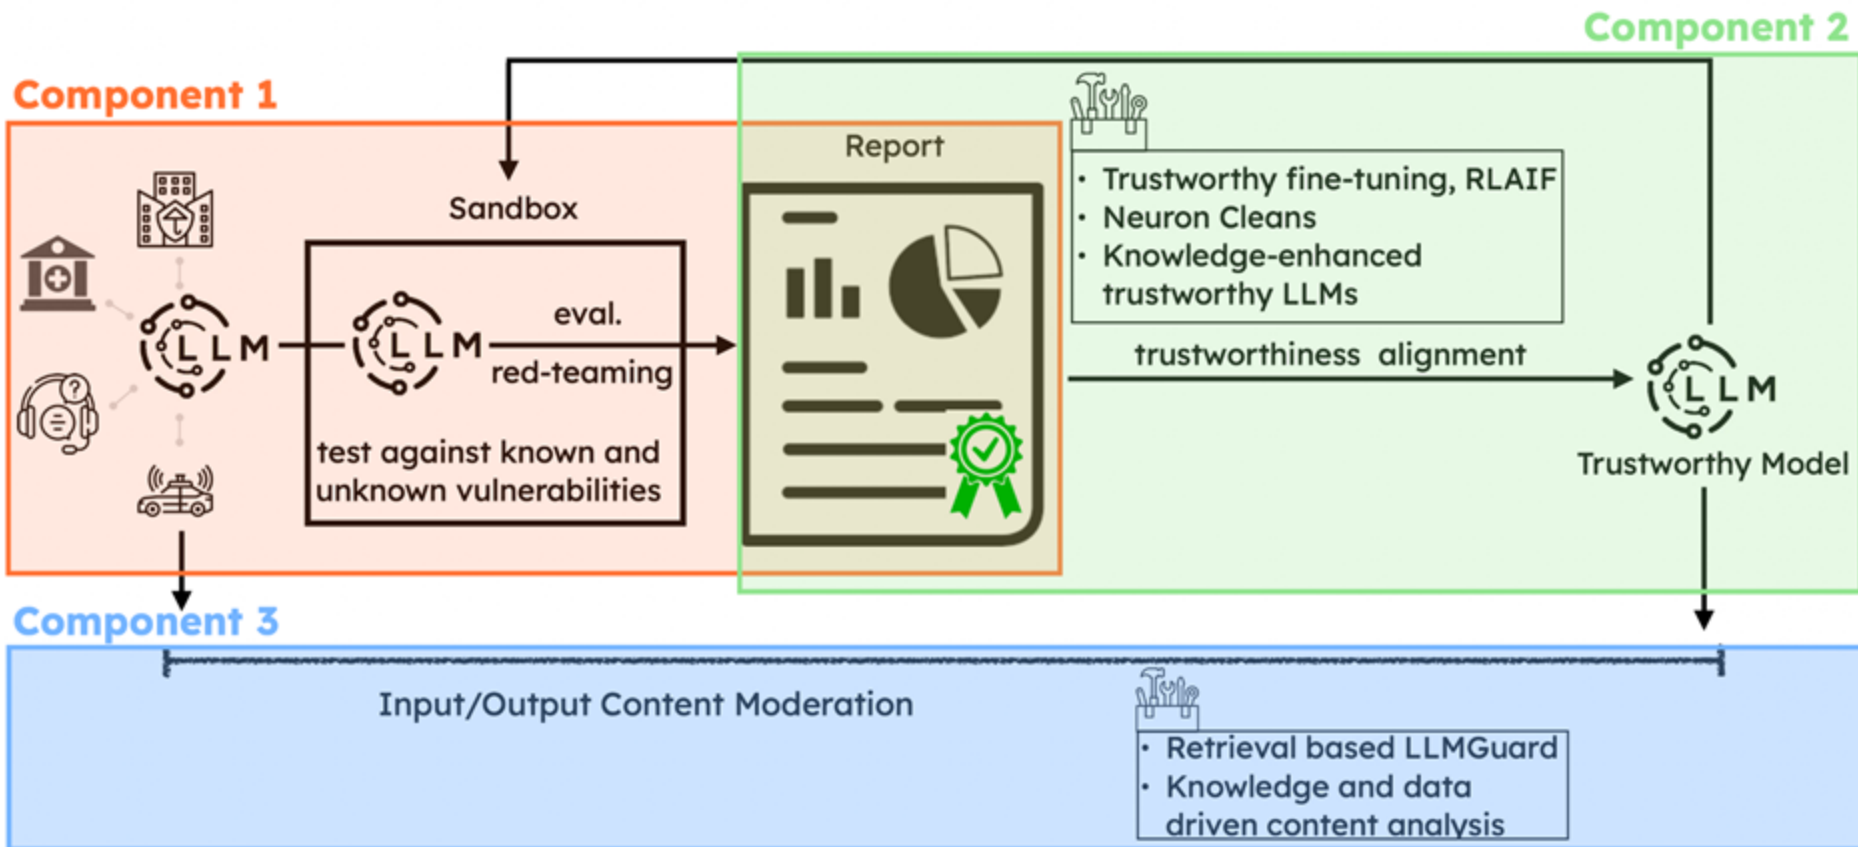 Component 2
Component 1
Report
Sandbox
LLM
LLM
eval.
red-teaming
test against known and
unknown vulnerabilities
• Trustworthy fine-tuning, RLAIF
• Neuron Cleans
• Knowledge-enhanced
trustworthy LLMs
trustworthiness alignment
LLM
Trustworthy Model
Component 3
Input/Output Content Moderation
• Retrieval based LLMGuard
• Knowledge and data
driven content analysis